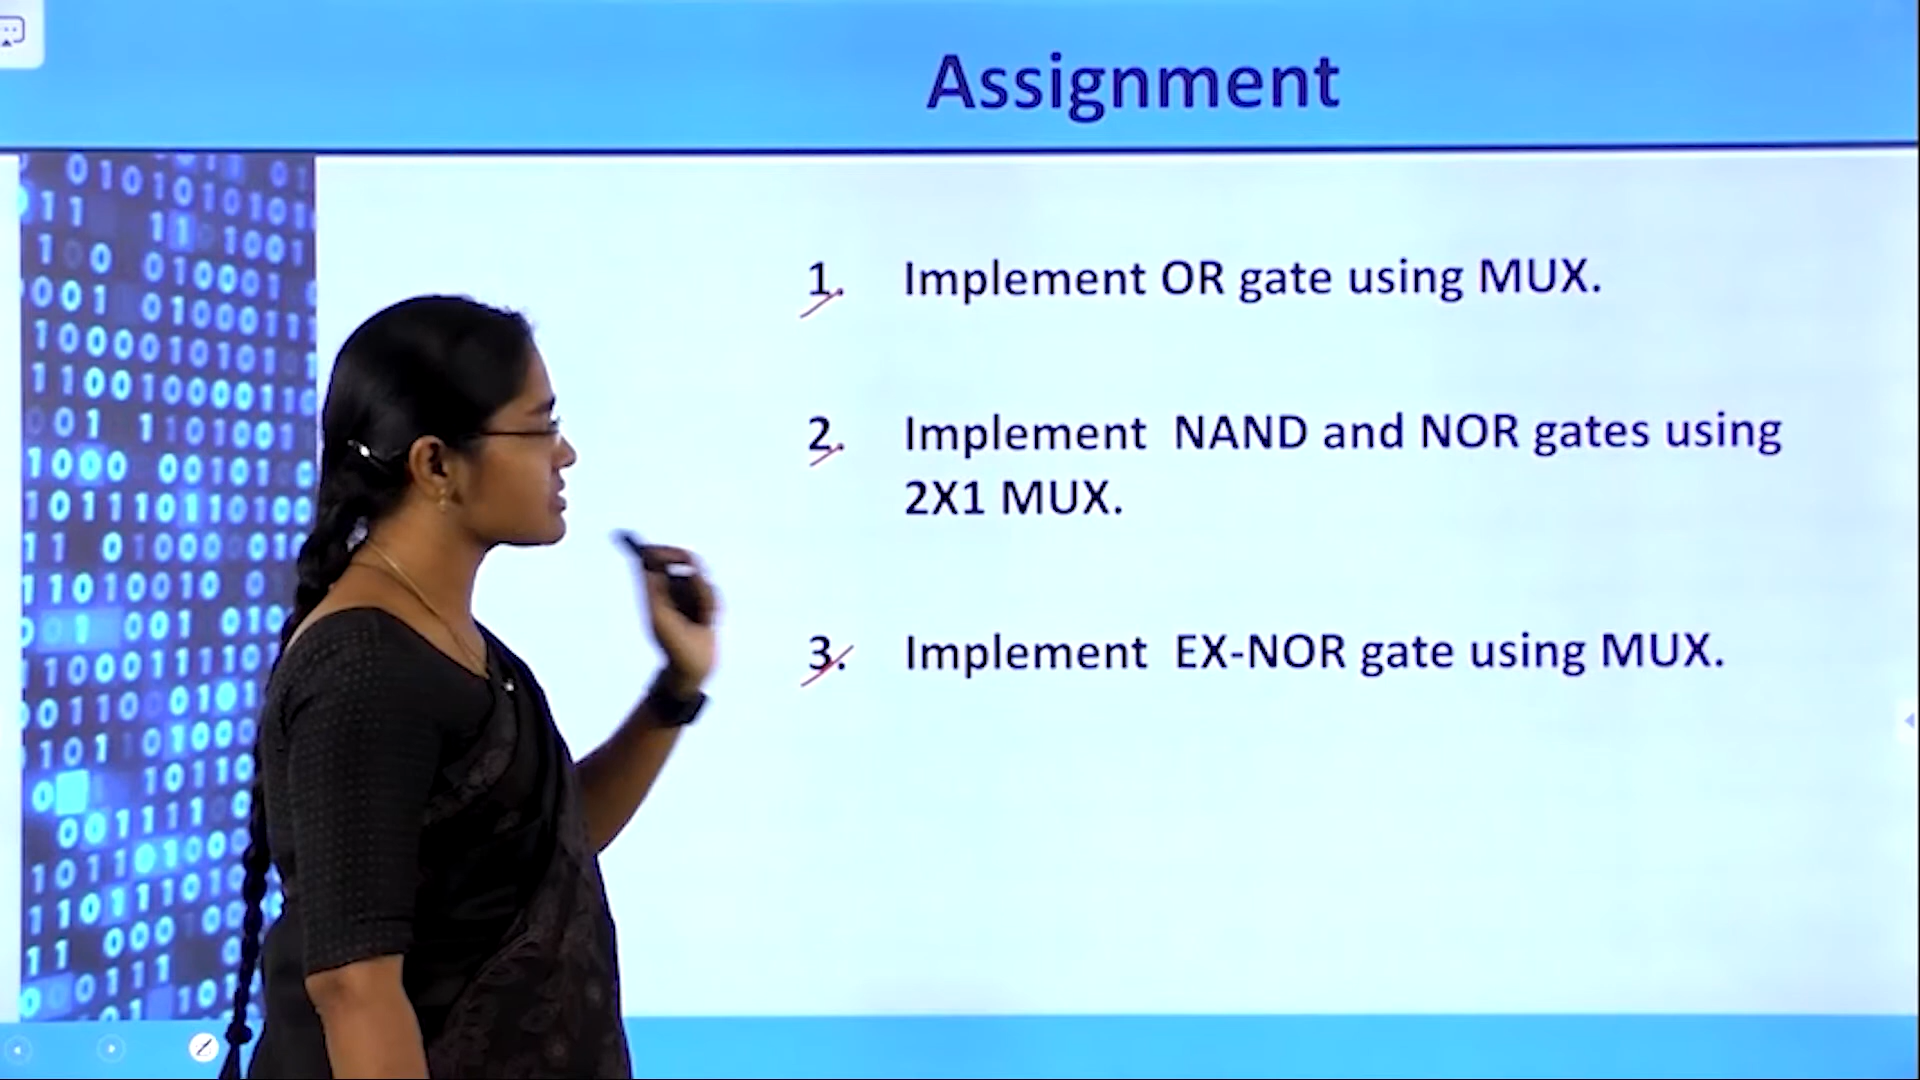 Assignment
1. Implement OR gate using MUX.
2. Implement NAND and NOR gates using
2X1 MUX.
3. Implement EX-NOR gate using MUX.